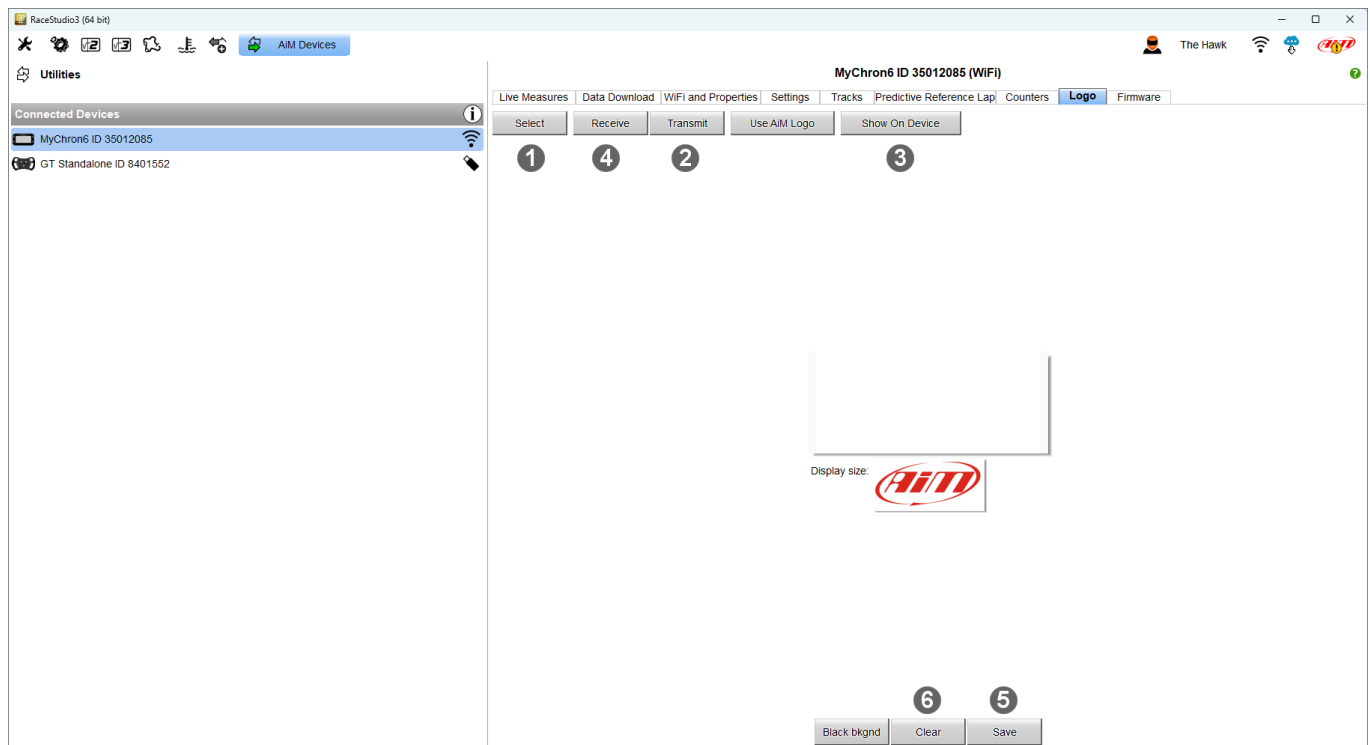 RaceStudio3 (64 bit)
AiM Devices
The Hawk
Utilities
MyChron6 ID 35012085 (WiFi)
Live Measures Data Download WiFi and Properties Settings Tracks Predictive Reference Lap Counters Logo Firmware
Connected Devices
Select Receive Transmit Use AiM Logo Show On Device
MyChron6 ID 35012085
1 4 2 3
GT Standalone ID 8401552
Display size:
AiM
6 5
Black bkgnd Clear Save